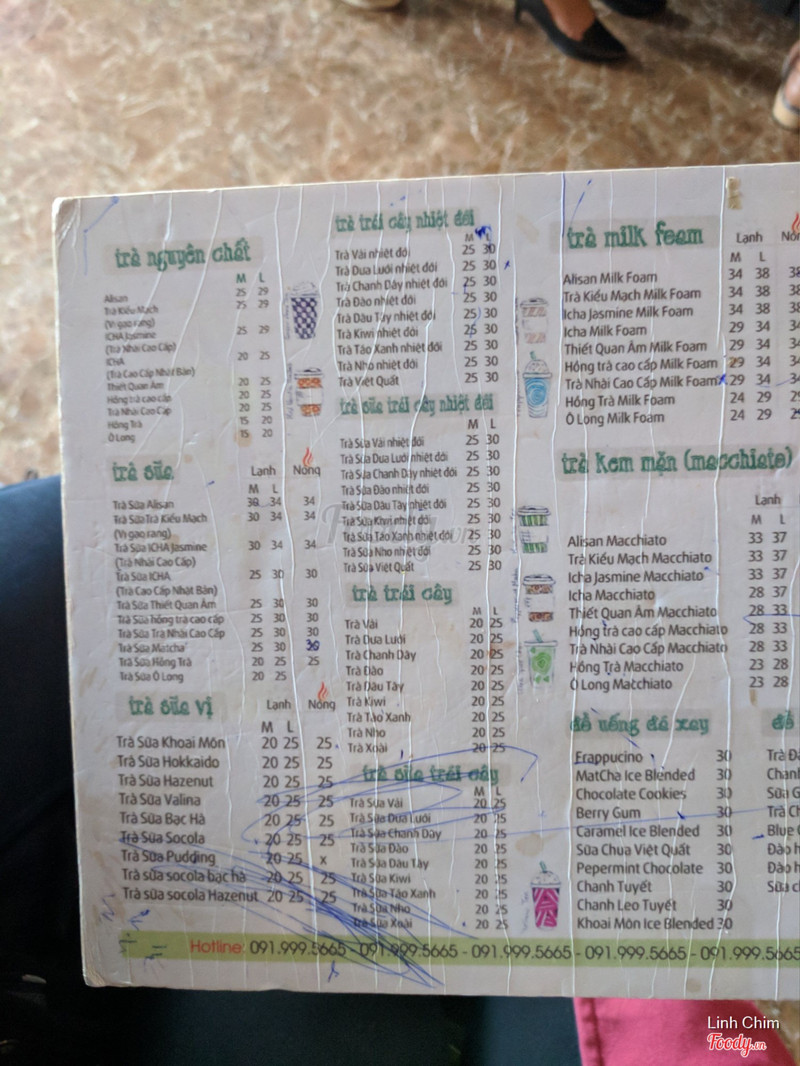 trà nguyên chất
M L
Alisan 25 29
Trà Kiều Mạch 25 29
(Vị gạo rang)
ICHA Jasmine 25 29
(Trà Nhài Cao Cấp)
ICHA 20 25
(Trà Cao Cấp Nhật Bản)
Thiết Quan Âm 20 25
Hồng trà cao cấp 20 25
Trà Nhài Cao Cấp 20 25
Hồng Trà 15 20
Ô Long 15 20
trà sữa
Lạnh Nóng
M L
Trà Sữa Alisan 30 34 34
Trà Sữa Trà Kiều Mạch 30 34 34
(Vị gạo rang)
Trà Sữa ICHA Jasmine 30 34 34
(Trà Nhài Cao Cấp)
Trà Sữa ICHA 25 30 30
(Trà Cao Cấp Nhật Bản)
Trà Sữa Thiết Quan Âm 25 30 30
Trà Sữa hồng trà cao cấp 25 30 30
Trà Sữa Trà Nhài Cao Cấp 25 30 30
Trà Sữa Matcha 25 30 30
Trà Sữa Hồng Trà 20 25 25
Trà Sữa Ô Long 20 25
trà sữa vị
Lạnh Nóng
M L
Trà Sữa Khoai Môn 20 25 25
Trà Sữa Hokkaido 20 25 25
Trà Sữa Hazenut 20 25 25
Trà Sữa Valina 20 25 25
Trà Sữa Bạc Hà 20 25 25
Trà Sữa Socola 20 25 25
Trà Sữa Pudding 20 25 x
Trà sữa socola bạc hà 20 25 25
Trà sữa socola Hazenut 20 25 25
trà trái cây nhiệt đới
M L
Trà Vải nhiệt đới 25 30
Trà Dưa Lưới nhiệt đới 25 30
Trà Chanh Dây nhiệt đới 25 30
Trà Đào nhiệt đới 25 30
Trà Dâu Tây nhiệt đới 25 30
Trà Kiwi nhiệt đới 25 30
Trà Táo Xanh nhiệt đới 25 30
Trà Nho nhiệt đới 25 30
Trà Việt Quất 25 30
trà sữa trái cây nhiệt đới
M L
Trà Sữa Vải nhiệt đới 25 30
Trà Sữa Dưa Lưới nhiệt đới 25 30
Trà Sữa Chanh Dây nhiệt đới 25 30
Trà Sữa Đào nhiệt đới 25 30
Trà Sữa Dâu Tây nhiệt đới 25 30
Trà Sữa Kiwi nhiệt đới 25 30
Trà Sữa Táo Xanh nhiệt đới 25 30
Trà Sữa Nho nhiệt đới 25 30
Trà Sữa Việt Quất 25 30
trà trái cây
M L
Trà Vải 20 25
Trà Dưa Lưới 20 25
Trà Chanh Dây 20 25
Trà Đào 20 25
Trà Dâu Tây 20 25
Trà Kiwi 20 25
Trà Táo Xanh 20 25
Trà Nho 20 25
Trà Xoài 20 25
trà sữa trái cây
M L
Trà Sữa Vải 20 25
Trà Sữa Dưa Lưới 20 25
Trà Sữa Chanh Dây 20 25
Trà Sữa Đào 20 25
Trà Sữa Dâu Tây 20 25
Trà Sữa Kiwi 20 25
Trà Sữa Táo Xanh 20 25
Trà Sữa Nho 20 25
Trà Sữa Xoài 20 25
trà milk foam
Lạnh
M L
Alisan Milk Foam 34 38
Trà Kiều Mạch Milk Foam 34 38
Icha Jasmine Milk Foam 34 38
Icha Milk Foam 29 34
Thiết Quan Âm Milk Foam 29 34
Hồng trà cao cấp Milk Foam 29 34
Trà Nhài Cao Cấp Milk Foam 29 34
Hồng Trà Milk Foam 24 29
Ô Long Milk Foam 24 29
trà kem mặn (macchiato)
Lạnh
M L
Alisan Macchiato 33 37
Trà Kiều Mạch Macchiato 33 37
Icha Jasmine Macchiato 33 37
Icha Macchiato 28 37
Thiết Quan Âm Macchiato 28 33
Hồng trà cao cấp Macchiato 28 33
Trà Nhài Cao Cấp Macchiato 28 33
Hồng Trà Macchiato 23 28
Ô Long Macchiato 23 28
đồ uống đá xay
Frappucino 30
MatCha Ice Blended 30
Chocolate Cookies 30
Berry Gum 30
Caramel Ice Blended 30
Sữa Chua Việt Quất 30
Pepermint Chocolate 30
Chanh Tuyết 30
Chanh Leo Tuyết 30
Khoai Môn Ice Blended 30
Hotline: 091.999.5665 - 091.999.5665 - 091.999.5665 - 091.999.5665 - 091.999.5665
Linh Chim
Foody.vn